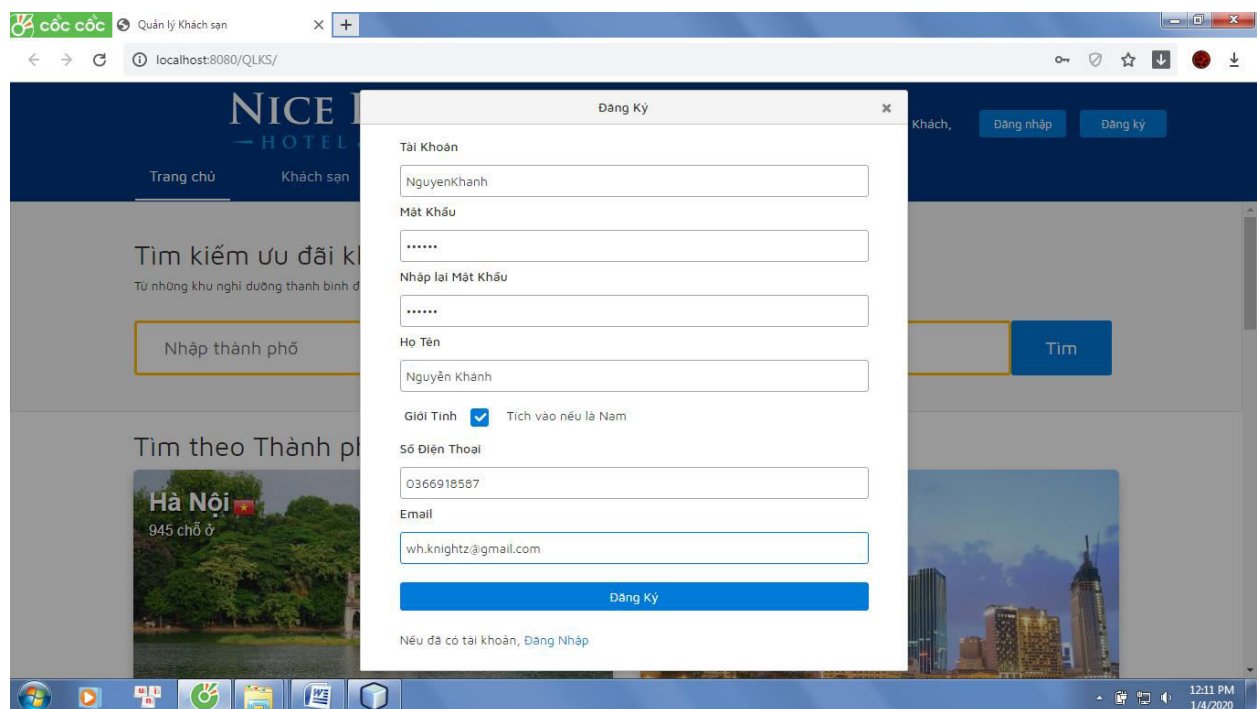 cốc cốc
Quản lý Khách sạn
localhost:8080/QLKS/
NICE
HOTEL
Khách,
Đăng nhập
Đăng ký
Trang chủ
Khách sạn
Đăng Ký
Tài Khoản
NguyenKhanh
Mật Khẩu
••••••
Nhập lại Mật Khẩu
••••••
Họ Tên
Nguyễn Khánh
Giới Tính
Tích vào nếu là Nam
Số Điện Thoại
0366918587
Email
wh.knightz@gmail.com
Đăng Ký
Nếu đã có tài khoản, Đăng Nhập
Tìm kiếm ưu đãi
Từ những khu nghỉ dưỡng thanh bình
Nhập thành phố
Tìm
Tìm theo Thành
Hà Nội
945 chỗ ở
12:11 PM
1/4/2020